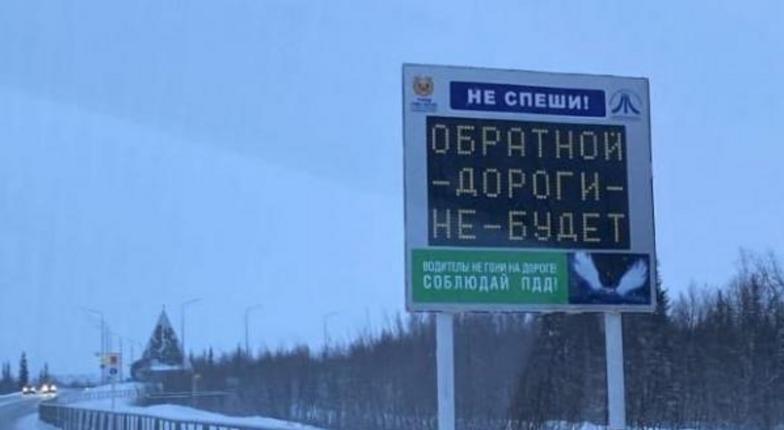 НЕ СПЕШИ!
ОБРАТНОЙ
-ДОРОГИ-
НЕ-БУДЕТ
ВОДИТЕЛЬ! НЕ ГОНИ НА ДОРОГЕ!
СОБЛЮДАЙ ПДД!